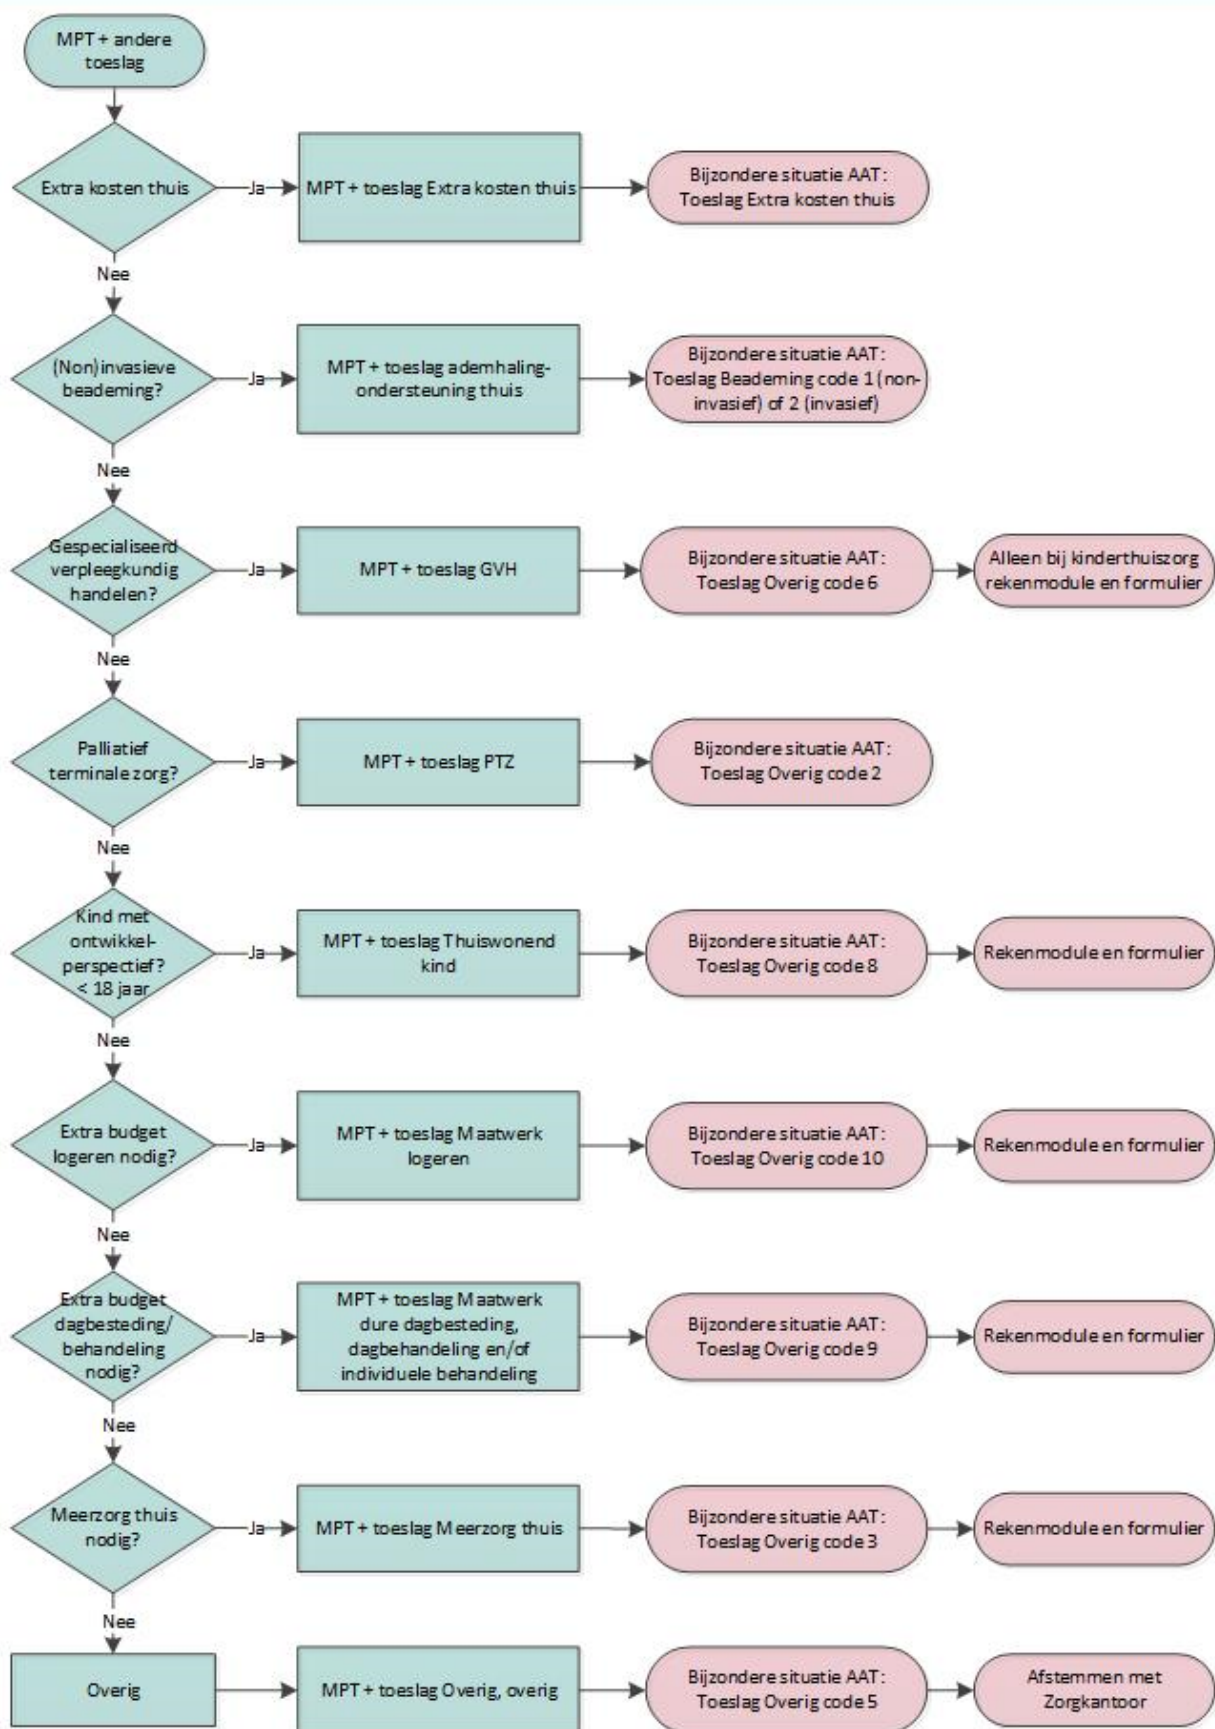 MPT + andere
toeslag
Extra kosten thuis
Ja
MPT + toeslag Extra kosten thuis
Bijzondere situatie AAT:
Toeslag Extra kosten thuis
Nee
(Non)invasieve
beademing?
Ja
MPT + toeslag ademhaling-
ondersteuning thuis
Bijzondere situatie AAT:
Toeslag Beademing code 1 (non-
invasief) of 2 (invasief)
Nee
Gespecialiseerd
verpleegkundig
handelen?
Ja
MPT + toeslag GVH
Bijzondere situatie AAT:
Toeslag Overig code 6
Alleen bij kinderthuiszorg
rekenmodule en formulier
Nee
Palliatief
terminale zorg?
Ja
MPT + toeslag PTZ
Bijzondere situatie AAT:
Toeslag Overig code 2
Nee
Kind met
ontwikkel-
perspectief?
< 18 jaar
Ja
MPT + toeslag Thuiswonend
kind
Bijzondere situatie AAT:
Toeslag Overig code 8
Rekenmodule en formulier
Nee
Extra budget
logeren nodig?
Ja
MPT + toeslag Maatwerk
logeren
Bijzondere situatie AAT:
Toeslag Overig code 10
Rekenmodule en formulier
Nee
Extra budget
dagbesteding/
behandeling
nodig?
Ja
MPT + toeslag Maatwerk
dure dagbesteding,
dagbehandeling en/of
individuele behandeling
Bijzondere situatie AAT:
Toeslag Overig code 9
Rekenmodule en formulier
Nee
Meerzorg thuis
nodig?
Ja
MPT + toeslag Meerzorg thuis
Bijzondere situatie AAT:
Toeslag Overig code 3
Rekenmodule en formulier
Nee
Overig
MPT + toeslag Overig, overig
Bijzondere situatie AAT:
Toeslag Overig code 5
Afstemmen met
Zorgkantoor